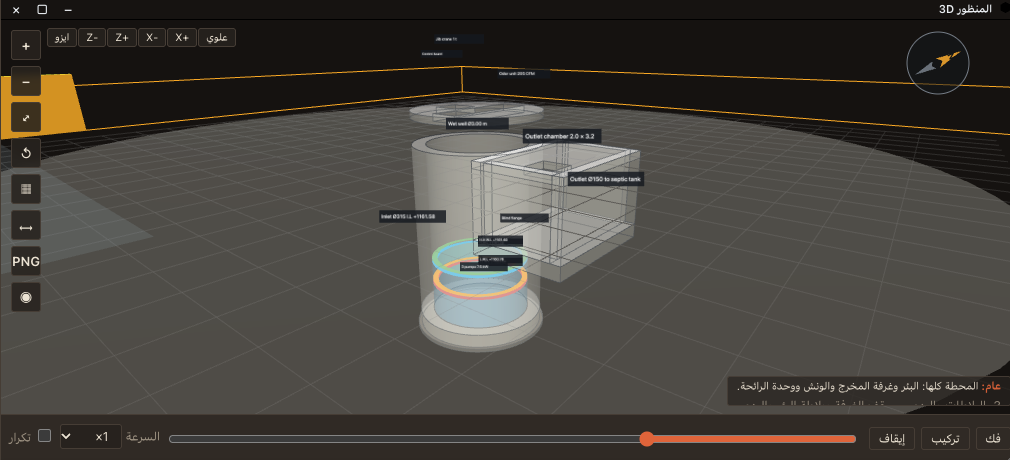 المنظور 3D
علوي
X+
X-
Z+
Z-
ايزو
PNG
Wet well Ø3.00 m
Outlet chamber 2.0 × 3.2
Outlet Ø150 to septic tank
Inlet Ø315 I.L +1161.58
Blind flange
عام: المحطة كلها: البئر وغرفة المخرج والونش ووحدة الرائحة.
فك
تركيب
إيقاف
السرعة
×1
تكرار